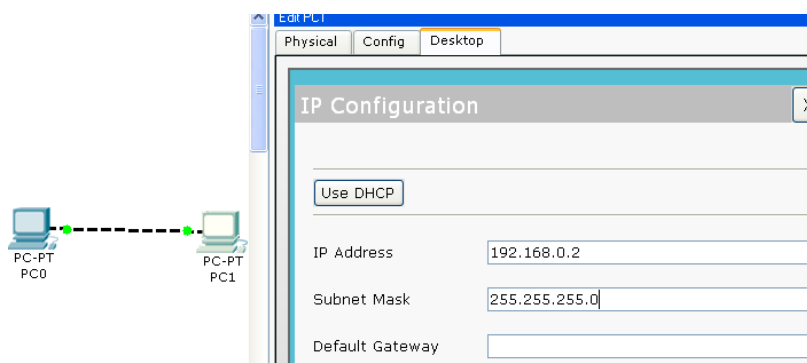 Edit PC1
Physical Config Desktop
IP Configuration
X
Use DHCP
IP Address 192.168.0.2
Subnet Mask 255.255.255.0
Default Gateway
PC-PT
PC0
PC-PT
PC1